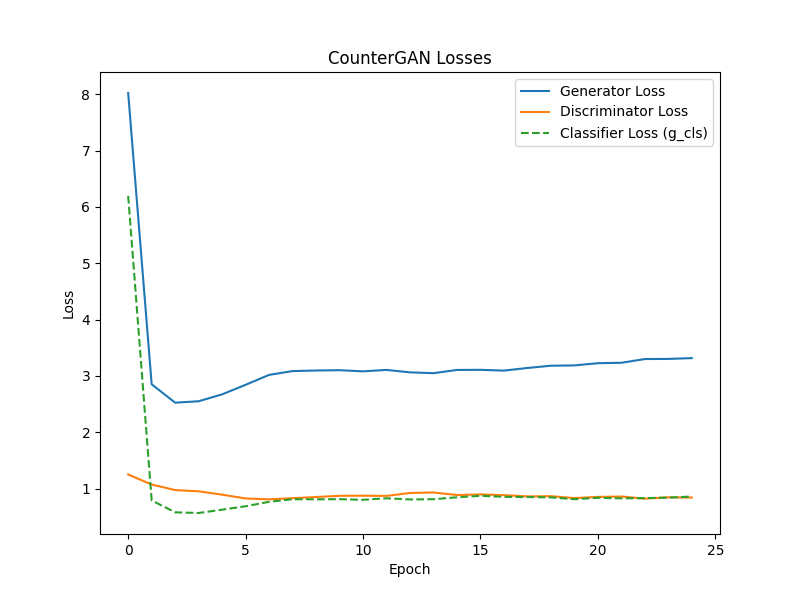 CounterGAN Losses
Generator Loss
Discriminator Loss
Classifier Loss (g_cls)
8
7
6
5
4
3
2
1
Loss
0
5
10
15
20
25
Epoch